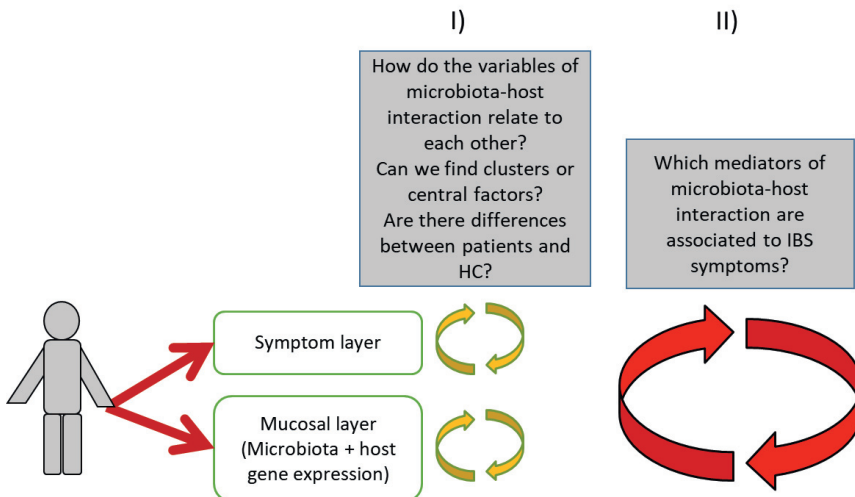 I)
How do the variables of
microbiota-host
interaction relate to
each other?
Can we find clusters or
central factors?
Are there differences
between patients and
HC?
II)
Which mediators of
microbiota-host
interaction are
associated to IBS
symptoms?
Symptom layer
Mucosal layer
(Microbiota + host
gene expression)